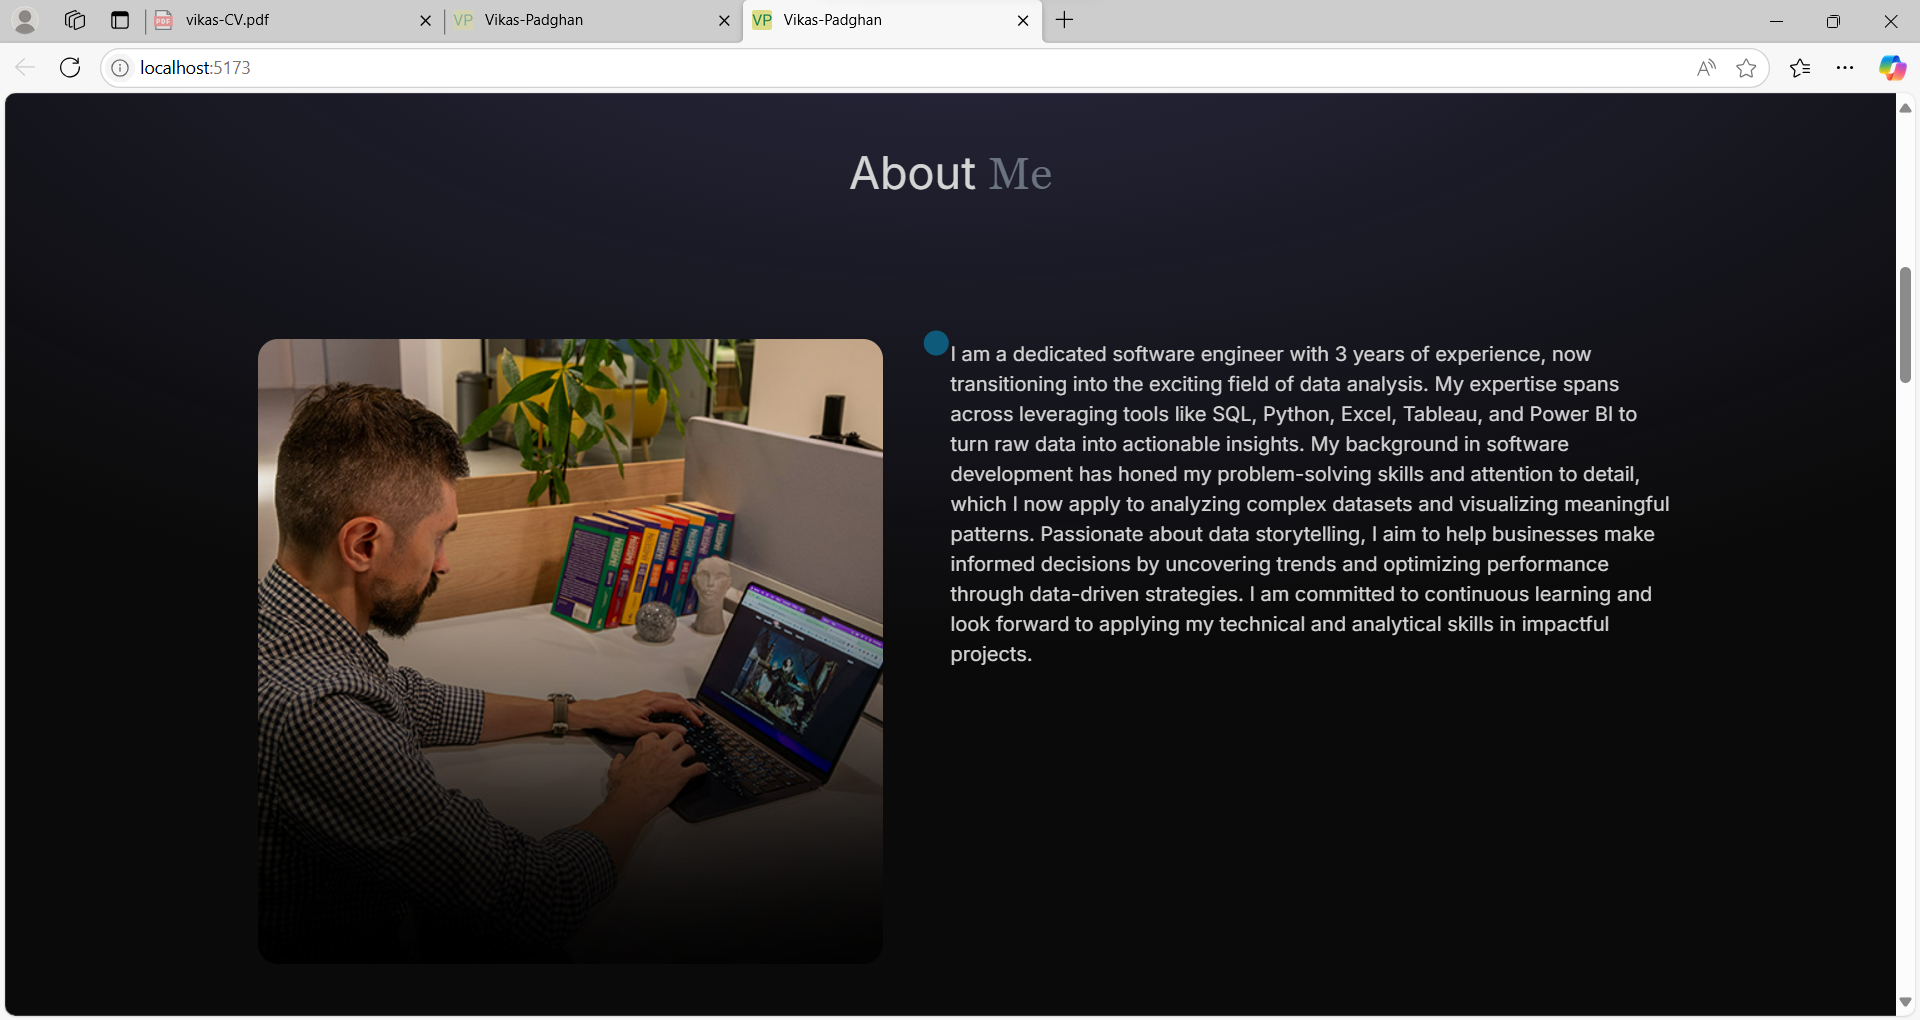 vikas-CV.pdf
VP Vikas-Padghan
VP Vikas-Padghan
localhost:5173
About Me
I am a dedicated software engineer with 3 years of experience, now
transitioning into the exciting field of data analysis. My expertise spans
across leveraging tools like SQL, Python, Excel, Tableau, and Power BI to
turn raw data into actionable insights. My background in software
development has honed my problem-solving skills and attention to detail,
which I now apply to analyzing complex datasets and visualizing meaningful
patterns. Passionate about data storytelling, I aim to help businesses make
informed decisions by uncovering trends and optimizing performance
through data-driven strategies. I am committed to continuous learning and
look forward to applying my technical and analytical skills in impactful
projects.